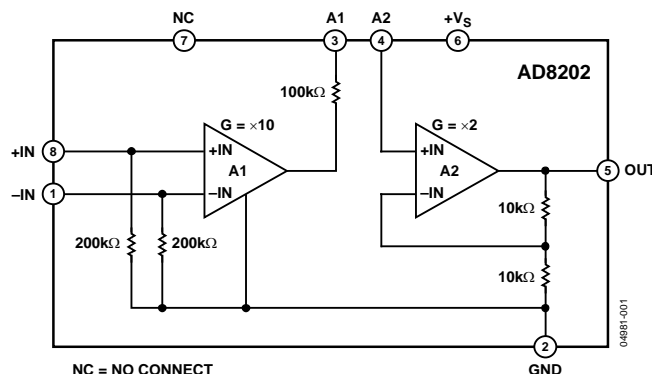 NC
A1
A2
+VS
7
3
4
6
AD8202
100kΩ
G = ×10
G = ×2
+IN
8
+IN
+IN
A1
A2
5
OUT
–IN
1
–IN
–IN
10kΩ
200kΩ
200kΩ
10kΩ
2
GND
NC = NO CONNECT
04981-001